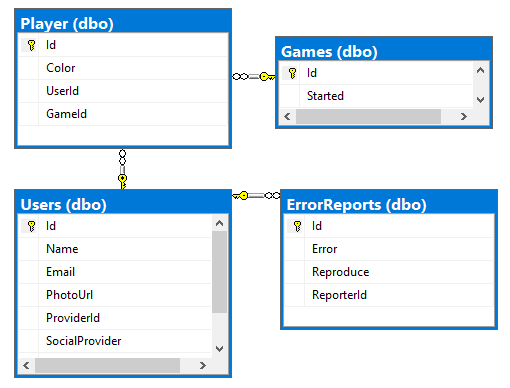 Player (dbo)
Id
Color
UserId
GameId
Games (dbo)
Id
Started
Users (dbo)
Id
Name
Email
PhotoUrl
ProviderId
SocialProvider
ErrorReports (dbo)
Id
Error
Reproduce
ReporterId